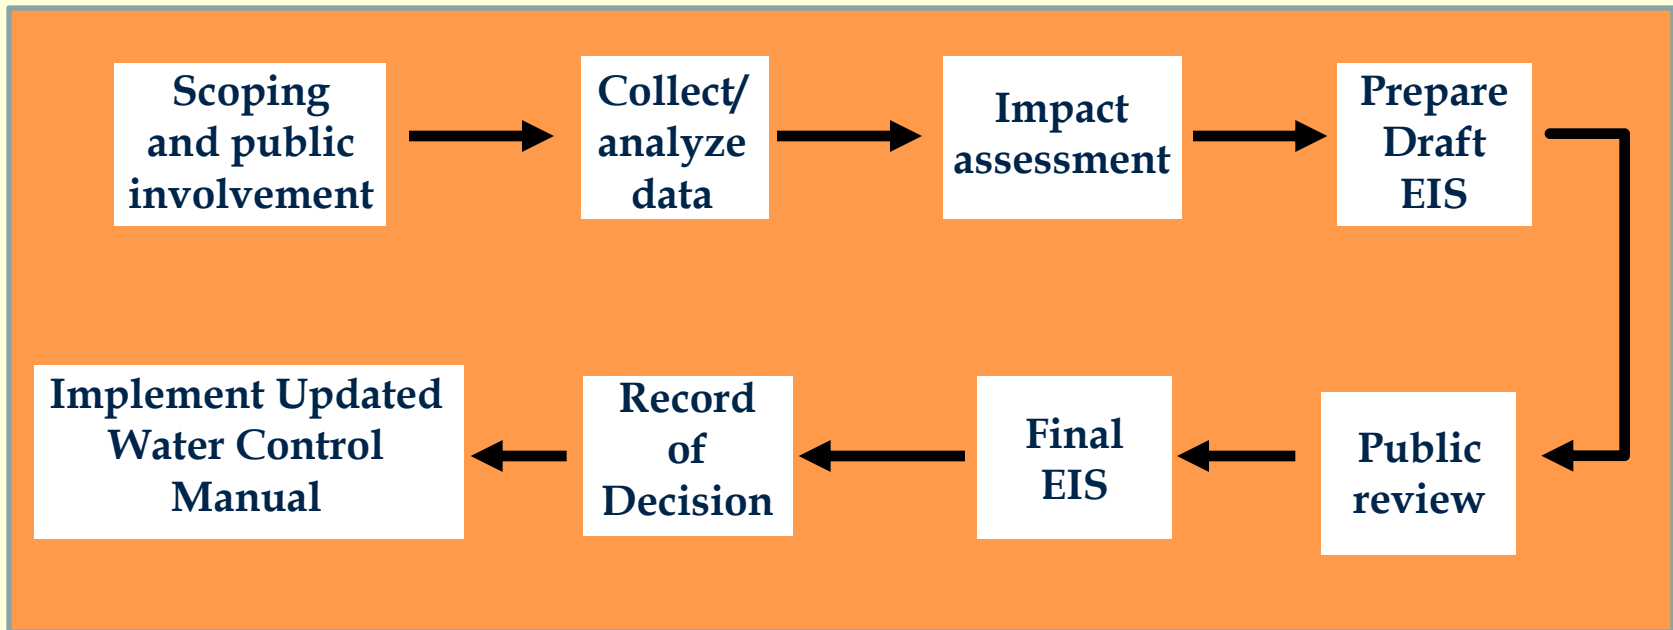 Scoping
and public
involvement
Collect/
analyze
data
Impact
assessment
Prepare
Draft
EIS
Implement Updated
Water Control
Manual
Record
of
Decision
Final
EIS
Public
review